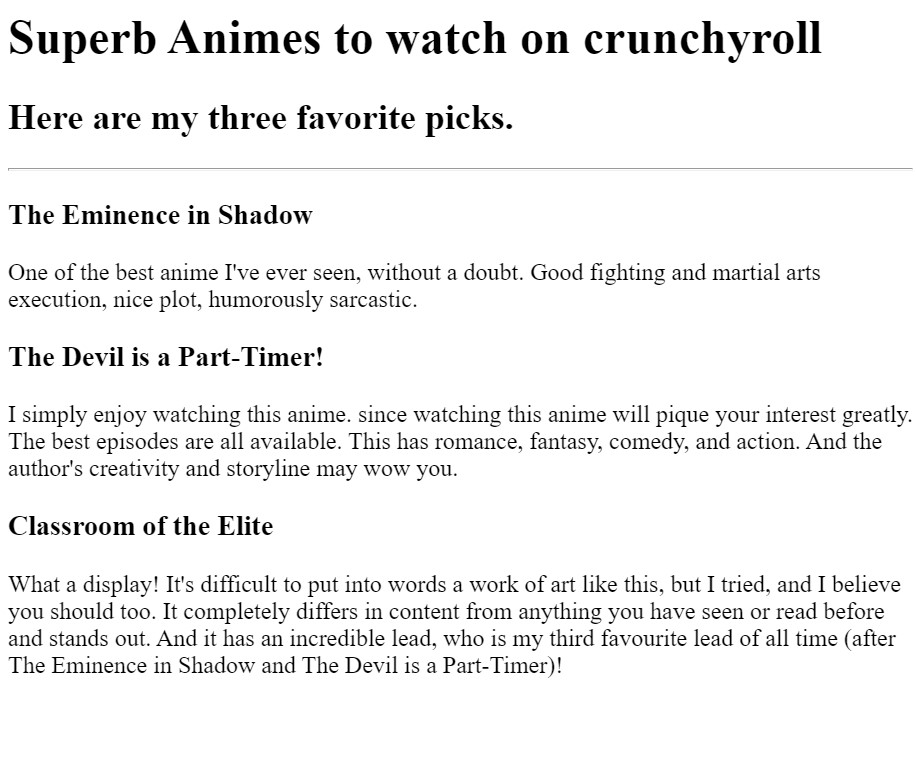 Superb Animes to watch on crunchyroll
Here are my three favorite picks.
The Eminence in Shadow
One of the best anime I've ever seen, without a doubt. Good fighting and martial arts
execution, nice plot, humorously sarcastic.
The Devil is a Part-Timer!
I simply enjoy watching this anime. since watching this anime will pique your interest greatly.
The best episodes are all available. This has romance, fantasy, comedy, and action. And the
author's creativity and storyline may wow you.
Classroom of the Elite
What a display! It's difficult to put into words a work of art like this, but I tried, and I believe
you should too. It completely differs in content from anything you have seen or read before
and stands out. And it has an incredible lead, who is my third favourite lead of all time (after
The Eminence in Shadow and The Devil is a Part-Timer)!